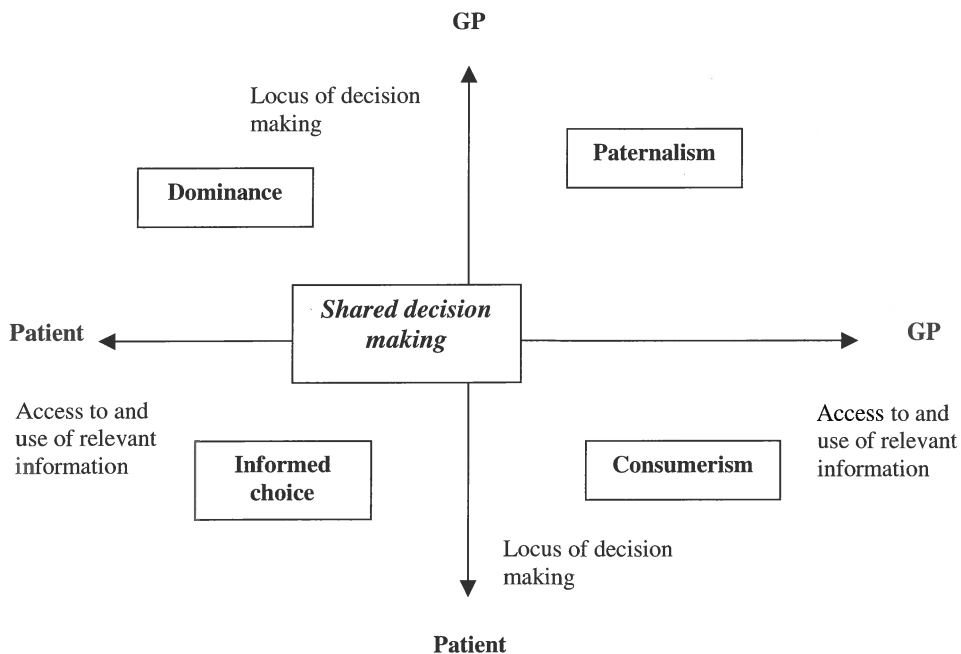 GP
Locus of decision
making
Paternalism
Dominance
Shared decision
making
Patient
GP
Access to and
use of relevant
information
Access to and
use of relevant
information
Informed
choice
Consumerism
Locus of decision
making
Patient